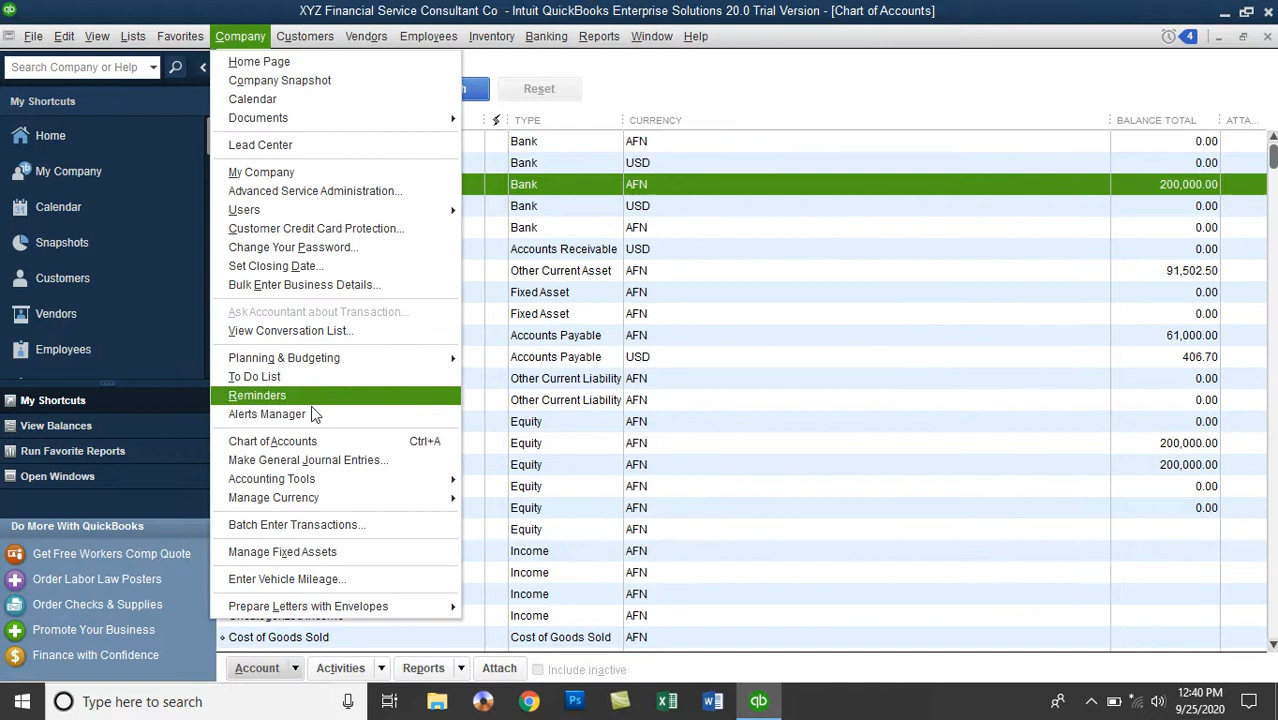 XYZ Financial Service Consultant Co - Intuit QuickBooks Enterprise Solutions 20.0 Trial Version - [Chart of Accounts]
File Edit View Lists Favorites Company Customers Vendors Employees Inventory Banking Reports Window Help 4
Search Company or Help
My Shortcuts
Home
My Company
Calendar
Snapshots
Customers
Vendors
Employees
My Shortcuts
View Balances
Run Favorite Reports
Open Windows
Do More With QuickBooks
Get Free Workers Comp Quote
Order Labor Law Posters
Order Checks & Supplies
Promote Your Business
Finance with Confidence
Home Page
Company Snapshot
Calendar
Documents
Lead Center
My Company
Advanced Service Administration...
Users
Customer Credit Card Protection...
Change Your Password...
Set Closing Date...
Bulk Enter Business Details...
Ask Accountant about Transaction...
View Conversation List...
Planning & Budgeting
To Do List
Reminders
Alerts Manager
Chart of Accounts Ctrl+A
Make General Journal Entries...
Accounting Tools
Manage Currency
Batch Enter Transactions...
Manage Fixed Assets
Enter Vehicle Mileage...
Prepare Letters with Envelopes
Reset
TYPE CURRENCY BALANCE TOTAL ATTA...
Bank AFN 0.00
Bank USD 0.00
Bank AFN 200,000.00
Bank USD 0.00
Bank AFN 0.00
Accounts Receivable USD 0.00
Other Current Asset AFN 91,502.50
Fixed Asset AFN 0.00
Fixed Asset AFN 0.00
Accounts Payable AFN 61,000.00
Accounts Payable USD 406.70
Other Current Liability AFN 0.00
Other Current Liability AFN 0.00
Equity AFN 0.00
Equity AFN 200,000.00
Equity AFN 200,000.00
Equity AFN 0.00
Equity AFN 0.00
Equity AFN
Income AFN
Income AFN
Income AFN
Income AFN
Cost of Goods Sold Cost of Goods Sold AFN
Account Activities Reports Attach Include inactive
Type here to search
12:40 PM
9/25/2020